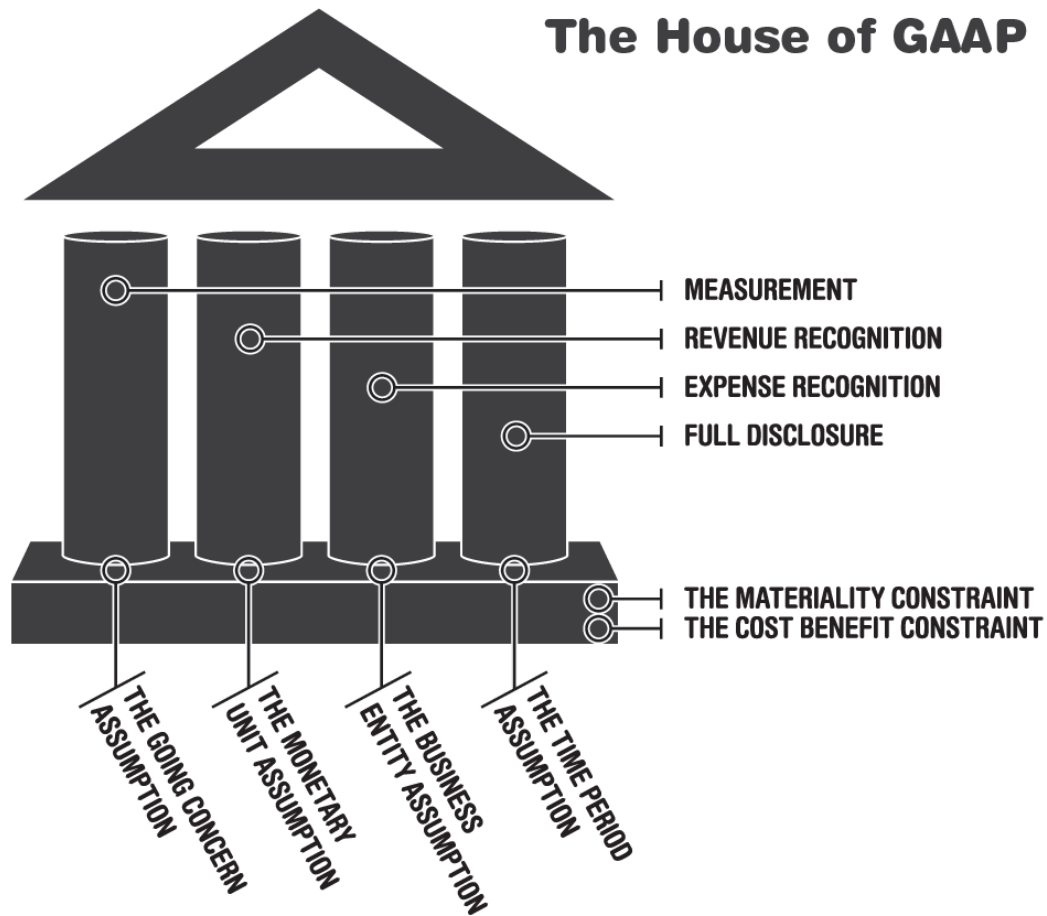 The House of GAAP
MEASUREMENT
REVENUE RECOGNITION
EXPENSE RECOGNITION
FULL DISCLOSURE
THE MATERIALITY CONSTRAINT
THE COST BENEFIT CONSTRAINT
THE GOING CONCERN
ASSUMPTION
THE MONETARY
UNIT ASSUMPTION
THE BUSINESS
ENTITY ASSUMPTION
THE TIME PERIOD
ASSUMPTION